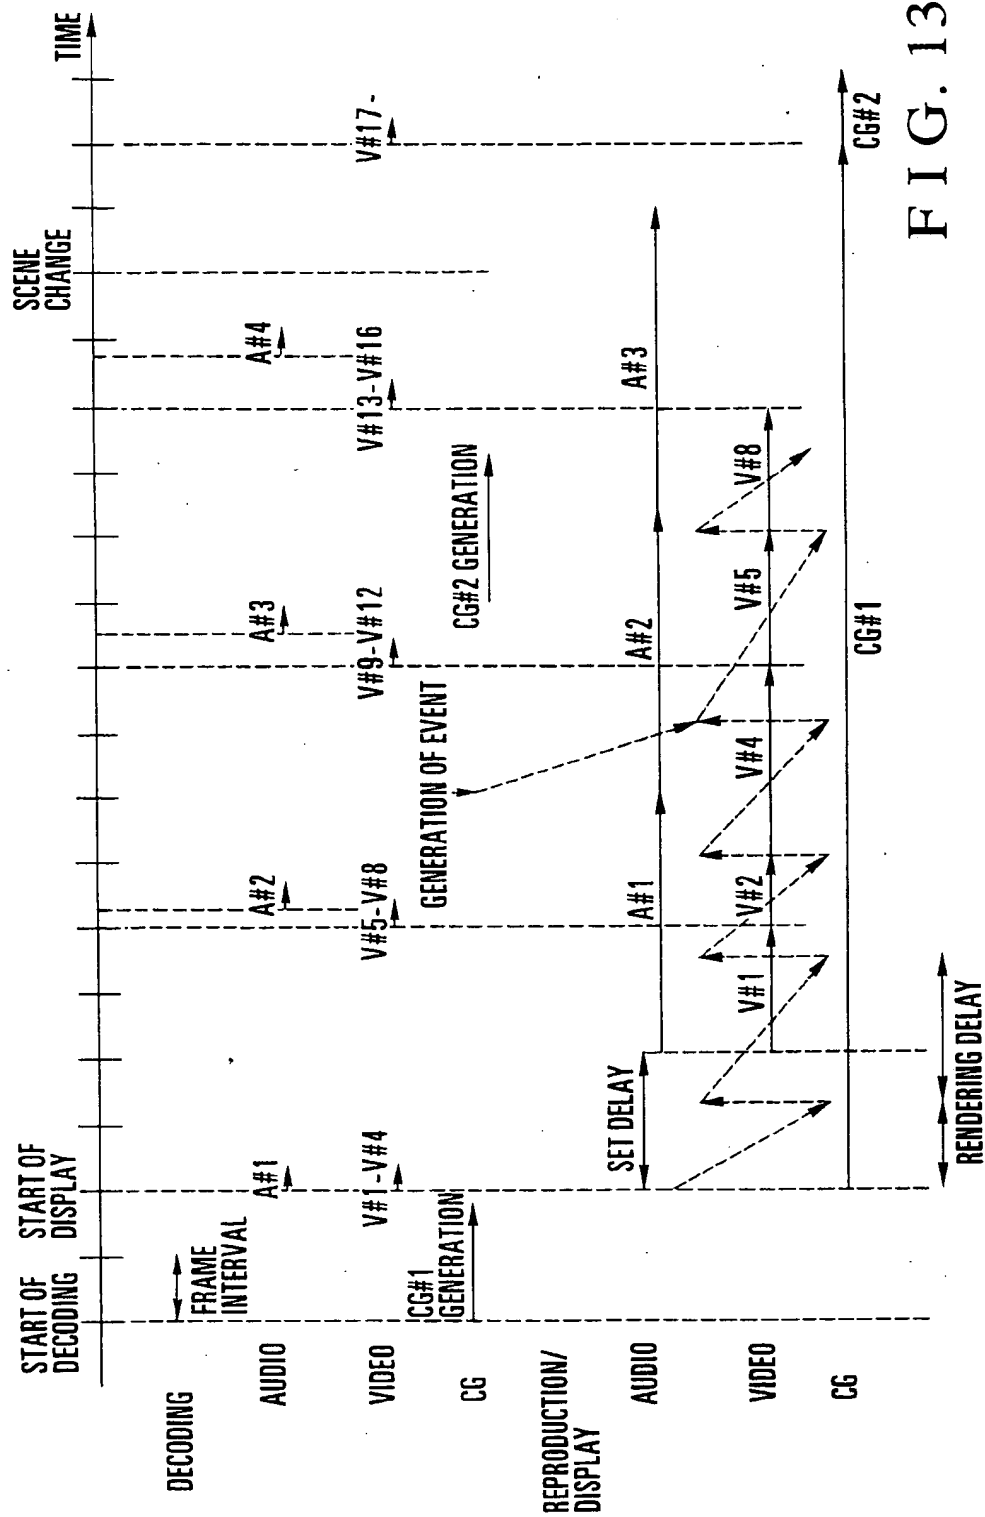 START OF
DECODING
START OF
DISPLAY
SCENE
CHANGE
TIME
DECODING
FRAME
INTERVAL
AUDIO
A#1
A#2
A#3
A#4
VIDEO
V#1-V#4
V#5-V#8
V#9-V#12
V#13-V#16
V#17-
CG
CG#1
GENERATION
GENERATION OF EVENT
CG#2 GENERATION
REPRODUCTION/
DISPLAY
AUDIO
SET DELAY
A#1
A#2
A#3
VIDEO
V#1
V#2
V#4
V#5
V#8
CG
CG#1
CG#2
RENDERING DELAY
FIG. 13